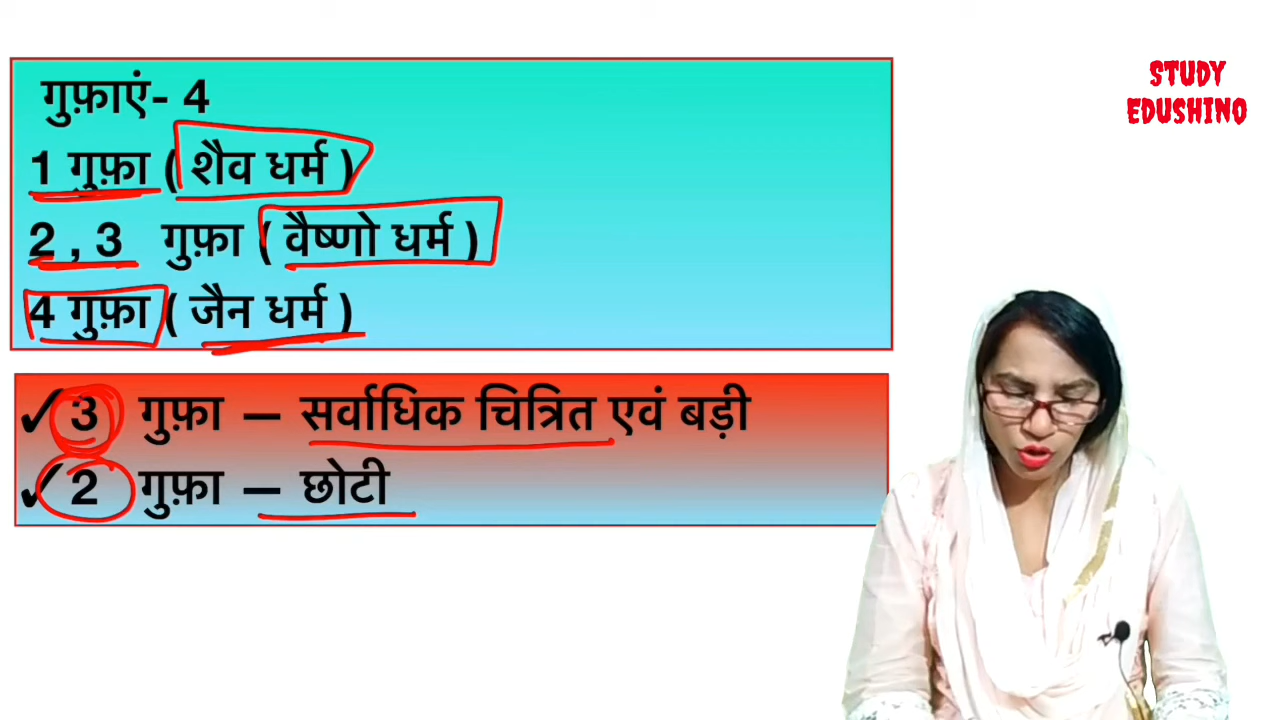 STUDY
EDUSHINO
गुफ़ाएं- 4
1 गुफ़ा ( शैव धर्म )
2 , 3 गुफ़ा ( वैष्णो धर्म )
4 गुफ़ा ( जैन धर्म )
✓3 गुफ़ा – सर्वाधिक चित्रित एवं बड़ी
✓2 गुफ़ा – छोटी